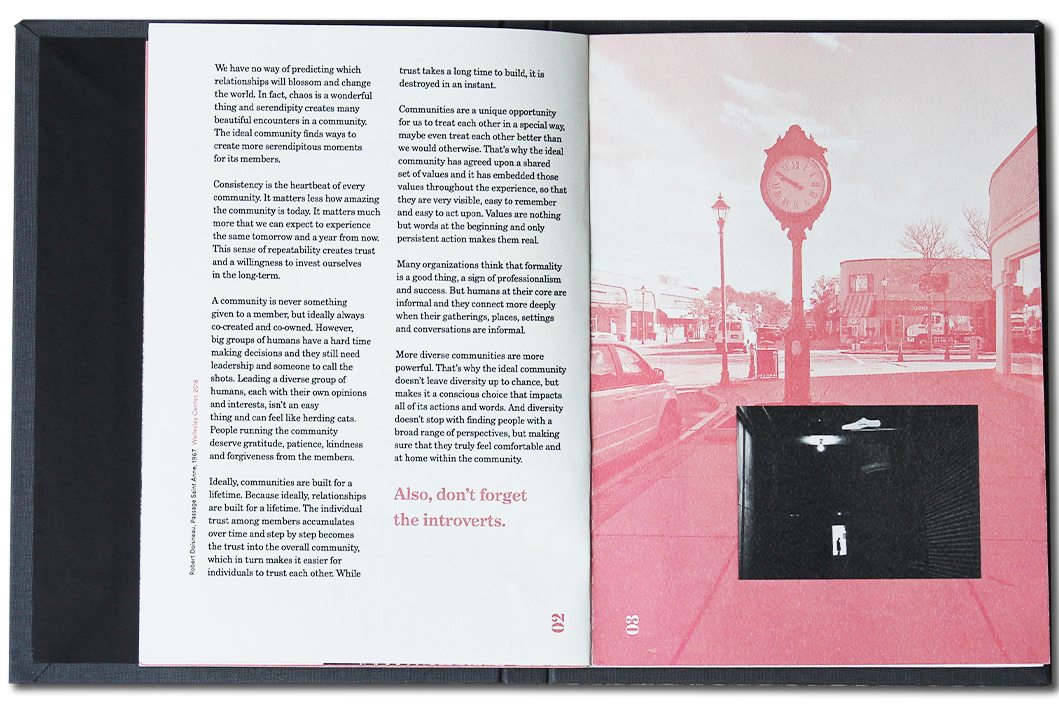 We have no way of predicting which
relationships will blossom and change
the world. In fact, chaos is a wonderful
thing and serendipity creates many
beautiful encounters in a community.
The ideal community finds ways to
create more serendipitous moments
for its members.
Consistency is the heartbeat of every
community. It matters less how amazing
the community is today. It matters much
more that we can expect to experience
the same tomorrow and a year from now.
This sense of repeatability creates trust
and a willingness to invest ourselves
in the long-term.
A community is never something
given to a member, but ideally always
co-created and co-owned. However,
big groups of humans have a hard time
making decisions and they still need
leadership and someone to call the
shots. Leading a diverse group of
humans, each with their own opinions
and interests, isn't an easy
thing and can feel like herding cats.
People running the community
deserve gratitude, patience, kindness
and forgiveness from the members.
Ideally, communities are built for a
lifetime. Because ideally, relationships
are built for a lifetime. The individual
trust among members accumulates
over time and step by step becomes
the trust into the overall community,
which in turn makes it easier for
individuals to trust each other. While
trust takes a long time to build, it is
destroyed in an instant.
Communities are a unique opportunity
for us to treat each other in a special way,
maybe even treat each other better than
we would otherwise. That's why the ideal
community has agreed upon a shared
set of values and it has embedded those
values throughout the experience, so that
they are very visible, easy to remember
and easy to act upon. Values are nothing
but words at the beginning and only
persistent action makes them real.
Many organizations think that formality
is a good thing, a sign of professionalism
and success. But humans at their core are
informal and they connect more deeply
when their gatherings, places, settings
and conversations are informal.
More diverse communities are more
powerful. That's why the ideal community
doesn't leave diversity up to chance, but
makes it a conscious choice that impacts
all of its actions and words. And diversity
doesn't stop with finding people with a
broad range of perspectives, but making
sure that they truly feel comfortable and
at home within the community.
Also, don't forget
the introverts.
Robert Doisneau, Passage Saint Anne, 1967 Wellesley Center, 2018
02
03